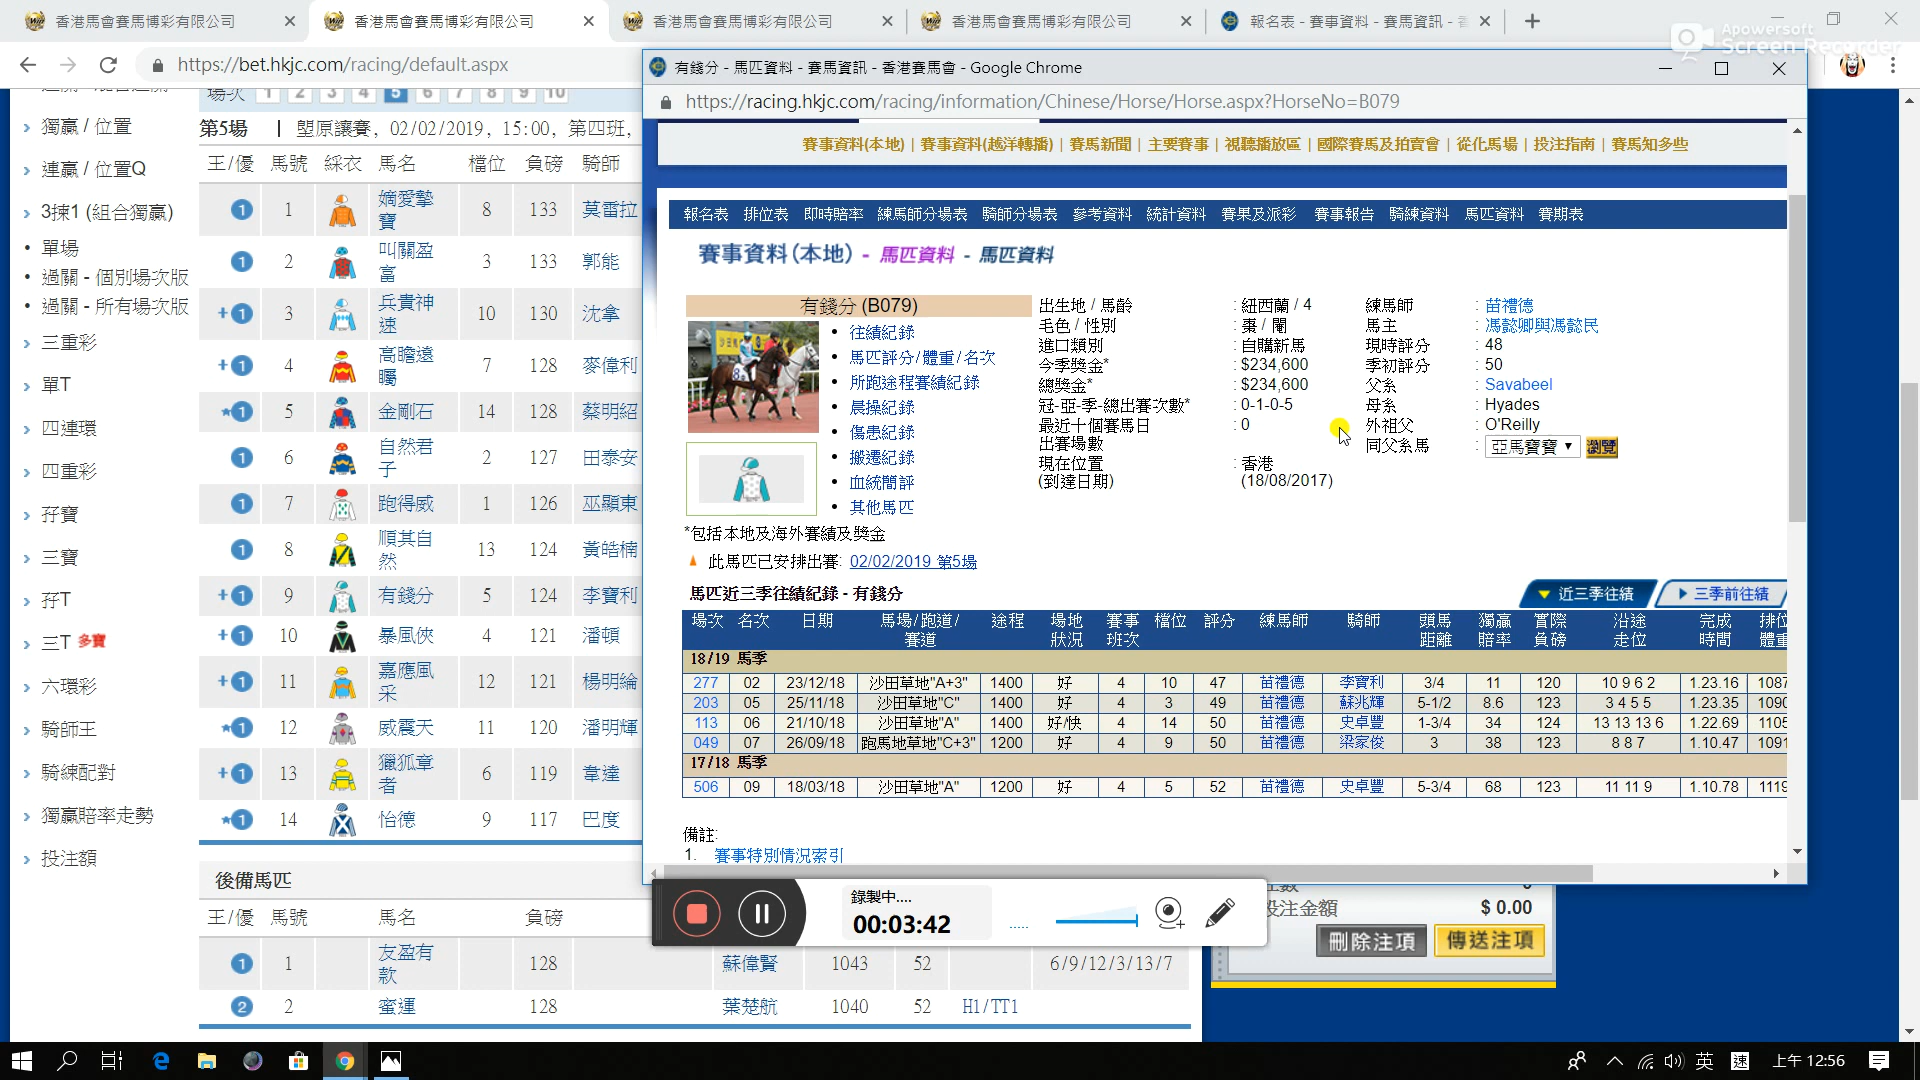 香港馬會賽馬博彩有限公司
香港馬會賽馬博彩有限公司
香港馬會賽馬博彩有限公司
香港馬會賽馬博彩有限公司
報名表 - 賽事資料 - 賽馬資訊 -
Apowersoft
Screen Recorder
https://bet.hkjc.com/racing/default.aspx
獨贏 / 位置
連贏 / 位置Q
3揀1 (組合獨贏)
單場
過關 - 個別場次版
過關 - 所有場次版
三重彩
單T
四連環
四重彩
孖寶
三寶
孖T
三T 多寶
六環彩
騎師王
騎練配對
獨贏賠率走勢
投注額
場次 1 2 3 4 5 6 7 8 9 10
第5場 | 塱原讓賽, 02/02/2019, 15:00, 第四班,
王/優 馬號 綵衣 馬名 檔位 負磅 騎師
1 1 嫡愛摯寶 8 133 莫雷拉
1 2 叫關盈富 3 133 郭能
+1 3 兵貴神速 10 130 沈拿
+1 4 高瞻遠矚 7 128 麥偉利
★1 5 金剛石 14 128 蔡明紹
1 6 自然君子 2 127 田泰安
1 7 跑得威 1 126 巫顯東
1 8 順其自然 13 124 黃皓楠
+1 9 有錢分 5 124 李寶利
+1 10 暴風俠 4 121 潘頓
+1 11 嘉應風采 12 121 楊明綸
★1 12 威震天 11 120 潘明輝
+1 13 獵狐章者 6 119 韋達
★1 14 怡德 9 117 巴度
後備馬匹
王/優 馬號 馬名 負磅
1 1 友盈有款 128 蘇偉賢 1043 52 6/9/12/3/13/7
2 2 蜜運 128 葉楚航 1040 52 H1/TT1
有錢分 - 馬匹資料 - 賽馬資訊 - 香港賽馬會 - Google Chrome
https://racing.hkjc.com/racing/information/Chinese/Horse/Horse.aspx?HorseNo=B079
賽事資料(本地) | 賽事資料(越洋轉播) | 賽馬新聞 | 主要賽事 | 視聽播放區 | 國際賽馬及拍賣會 | 從化馬場 | 投注指南 | 賽馬知多些
報名表 排位表 即時賠率 練馬師分場表 騎師分場表 參考資料 統計資料 賽果及派彩 賽事報告 騎練資料 馬匹資料 賽期表
賽事資料(本地) - 馬匹資料 - 馬匹資料
有錢分 (B079)
往績紀錄
馬匹評分/體重/名次
所跑途程賽績紀錄
晨操紀錄
傷患紀錄
搬遷紀錄
血統簡評
其他馬匹
出生地 / 馬齡 : 紐西蘭 / 4
毛色 / 性別 : 棗 / 閹
進口類別 : 自購新馬
今季獎金* : $234,600
總獎金* : $234,600
冠-亞-季-總出賽次數* : 0-1-0-5
最近十個賽馬日 : 0
出賽場數
現在位置 : 香港
(到達日期) (18/08/2017)
練馬師 : 苗禮德
馬主 : 馮懿卿與馮懿民
現時評分 : 48
季初評分 : 50
父系 : Savabeel
母系 : Hyades
外祖父 : O'Reilly
同父系馬 : 亞馬寶寶 瀏覽
*包括本地及海外賽績及獎金
此馬匹已安排出賽: 02/02/2019 第5場
馬匹近三季往績紀錄 - 有錢分
近三季往績 三季前往績
場次 名次 日期 馬場/跑道/賽道 途程 場地狀況 賽事班次 檔位 評分 練馬師 騎師 頭馬距離 獨贏賠率 實際負磅 沿途走位 完成時間 排位體重
18/19 馬季
277 02 23/12/18 沙田草地"A+3" 1400 好 4 10 47 苗禮德 李寶利 3/4 11 120 10 9 6 2 1.23.16 1087
203 05 25/11/18 沙田草地"C" 1400 好 4 3 49 苗禮德 蘇兆輝 5-1/2 8.6 123 3 4 5 5 1.23.35 1090
113 06 21/10/18 沙田草地"A" 1400 好/快 4 14 50 苗禮德 史卓豐 1-3/4 34 124 13 13 13 6 1.22.69 1105
049 07 26/09/18 跑馬地草地"C+3" 1200 好 4 9 50 苗禮德 梁家俊 3 38 123 8 8 7 1.10.47 1091
17/18 馬季
506 09 18/03/18 沙田草地"A" 1200 好 4 5 52 苗禮德 史卓豐 5-3/4 68 123 11 11 9 1.10.78 1119
備註:
1. 賽事特別情況索引
錄製中....
00:03:42
投注金額 $ 0.00
刪除注項 傳送注項
英 速 上午 12:56